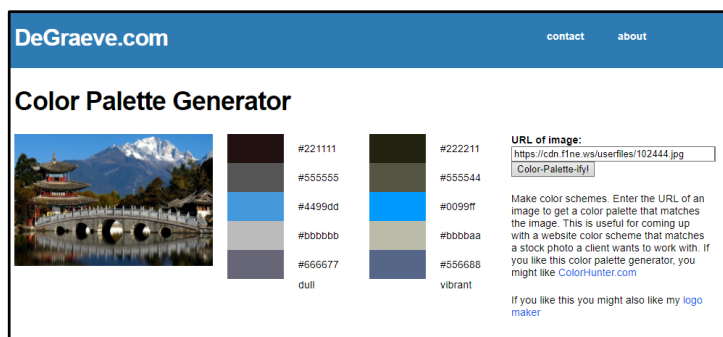 DeGraeve.com
contact about
Color Palette Generator
#221111
#555555
#4499dd
#bbbbbb
#666677
dull
#222211
#555544
#0099ff
#bbbbaa
#556688
vibrant
URL of image:
https://cdn.f1ne.ws/userfiles/102444.jpg
Color-Palette-ify!
Make color schemes. Enter the URL of an
image to get a color palette that matches
the image. This is useful for coming up
with a website color scheme that matches
a stock photo a client wants to work with. If
you like this color palette generator, you
might like ColorHunter.com
If you like this you might also like my logo
maker